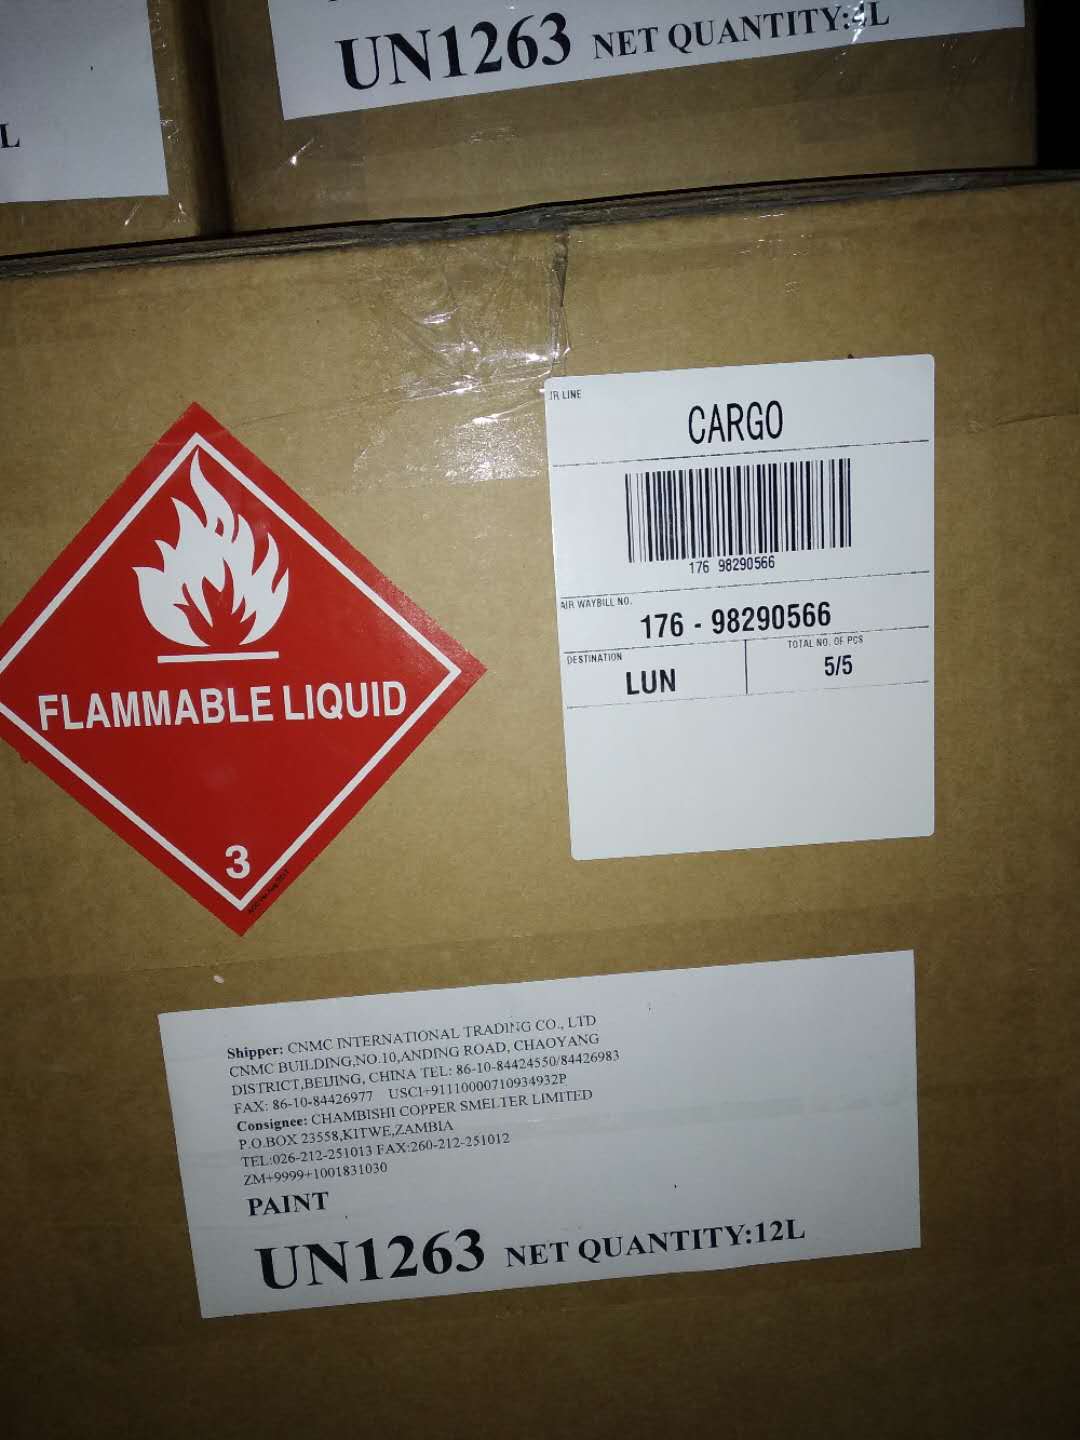 L
UN1263 NET QUANTITY:4L
FLAMMABLE LIQUID
3
IR LINE
CARGO
176 98290566
AIR WAYBILL NO.
176 - 98290566
DESTINATION
LUN
TOTAL NO. OF PCS
5/5
Shipper: CNMC INTERNATIONAL TRADING CO., LTD
CNMC BUILDING,NO.10,ANDING ROAD, CHAOYANG
DISTRICT,BEIJING, CHINA TEL: 86-10-84424550/84426983
FAX: 86-10-84426977 USCI+91110000710934932P
Consignee: CHAMBISHI COPPER SMELTER LIMITED
P.O.BOX 23558,KITWE,ZAMBIA
TEL:026-212-251013 FAX:260-212-251012
ZM+9999+1001831030
PAINT
UN1263 NET QUANTITY:12L